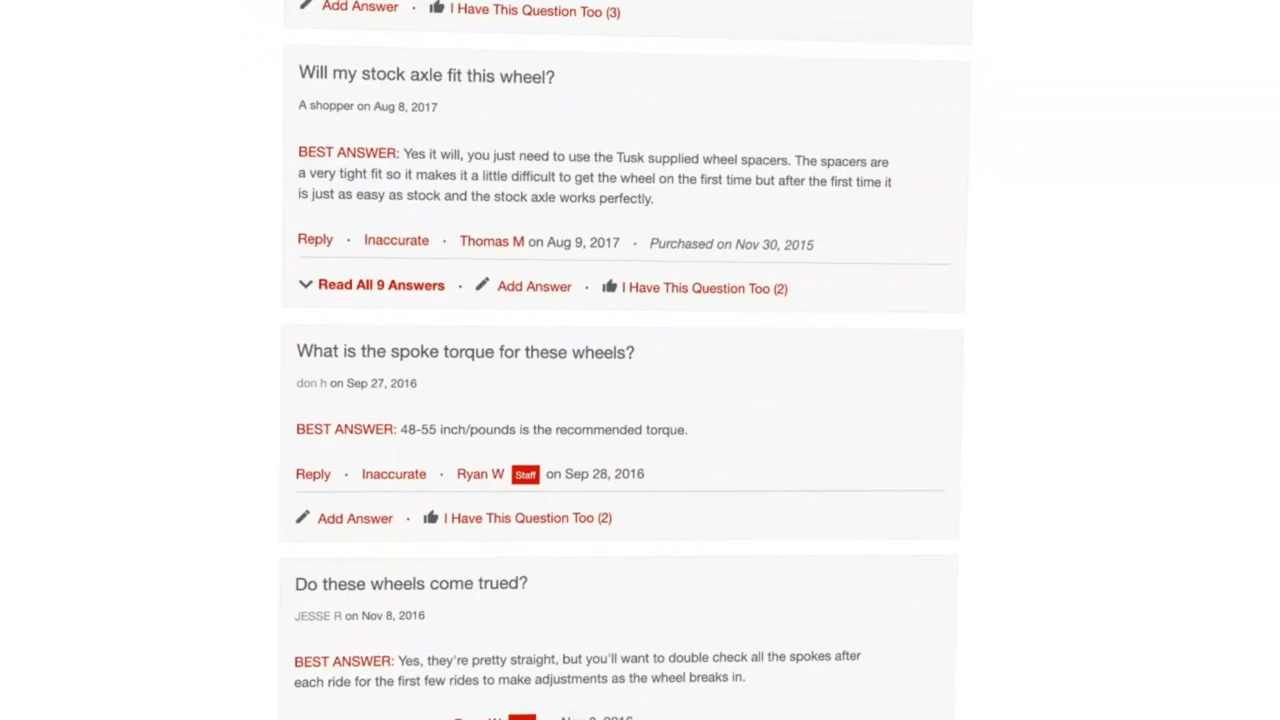 Add Answer · I Have This Question Too (3)
Will my stock axle fit this wheel?
A shopper on Aug 8, 2017
BEST ANSWER: Yes it will, you just need to use the Tusk supplied wheel spacers. The spacers are
a very tight fit so it makes it a little difficult to get the wheel on the first time but after the first time it
is just as easy as stock and the stock axle works perfectly.
Reply · Inaccurate · Thomas M on Aug 9, 2017 · Purchased on Nov 30, 2015
Read All 9 Answers · Add Answer · I Have This Question Too (2)
What is the spoke torque for these wheels?
don h on Sep 27, 2016
BEST ANSWER: 48-55 inch/pounds is the recommended torque.
Reply · Inaccurate · Ryan W Staff on Sep 28, 2016
Add Answer · I Have This Question Too (2)
Do these wheels come trued?
JESSE R on Nov 8, 2016
BEST ANSWER: Yes, they're pretty straight, but you'll want to double check all the spokes after
each ride for the first few rides to make adjustments as the wheel breaks in.